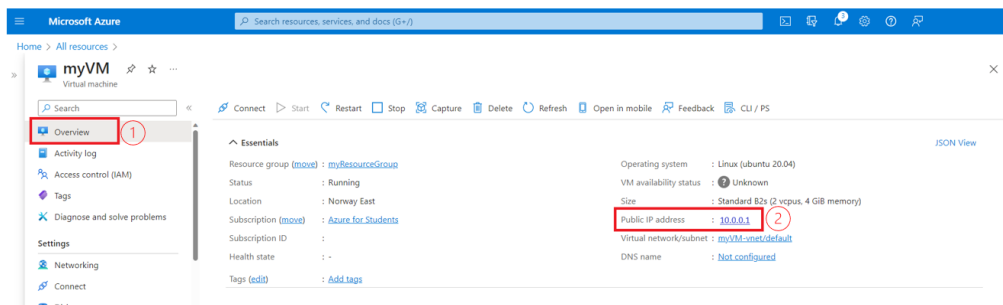 Microsoft Azure
Search resources, services, and docs (G+/)
3
Home > All resources >
myVM
Virtual machine
Search
Connect Start Restart Stop Capture Delete Refresh Open in mobile Feedback CLI / PS
Overview
1
Activity log
Access control (IAM)
Tags
Diagnose and solve problems
Settings
Networking
Connect
Essentials
JSON View
Resource group (move) : myResourceGroup
Status : Running
Location : Norway East
Subscription (move) : Azure for Students
Subscription ID :
Health state : -
Tags (edit) : Add tags
Operating system : Linux (ubuntu 20.04)
VM availability status : Unknown
Size : Standard B2s (2 vcpus, 4 GiB memory)
Public IP address : 10.0.0.1
2
Virtual network/subnet : myVM-vnet/default
DNS name : Not configured